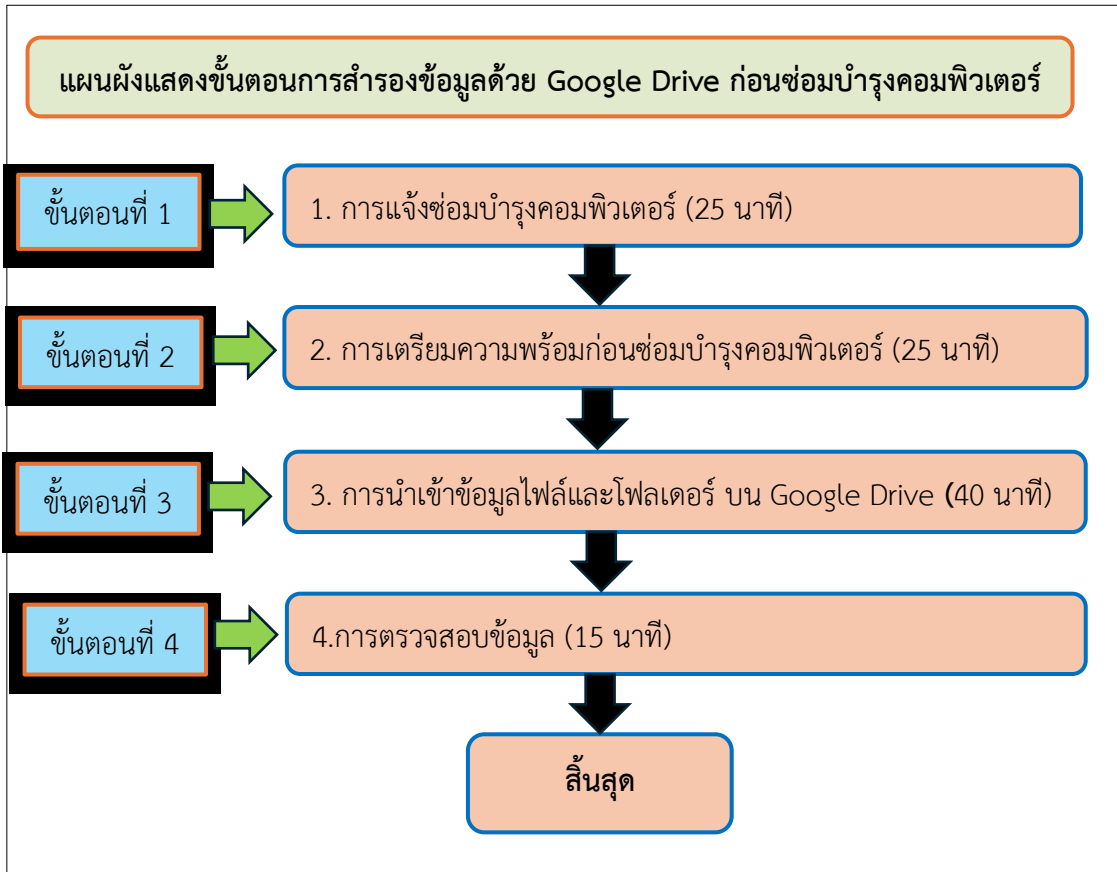 แผนผังแสดงขั้นตอนการสำรองข้อมูลด้วย Google Drive ก่อนซ่อมบำรุงคอมพิวเตอร์
ขั้นตอนที่ 1
1. การแจ้งซ่อมบำรุงคอมพิวเตอร์ (25 นาที)
ขั้นตอนที่ 2
2. การเตรียมความพร้อมก่อนซ่อมบำรุงคอมพิวเตอร์ (25 นาที)
ขั้นตอนที่ 3
3. การนำเข้าข้อมูลไฟล์และโฟลเดอร์ บน Google Drive (40 นาที)
ขั้นตอนที่ 4
4.การตรวจสอบข้อมูล (15 นาที)
สิ้นสุด